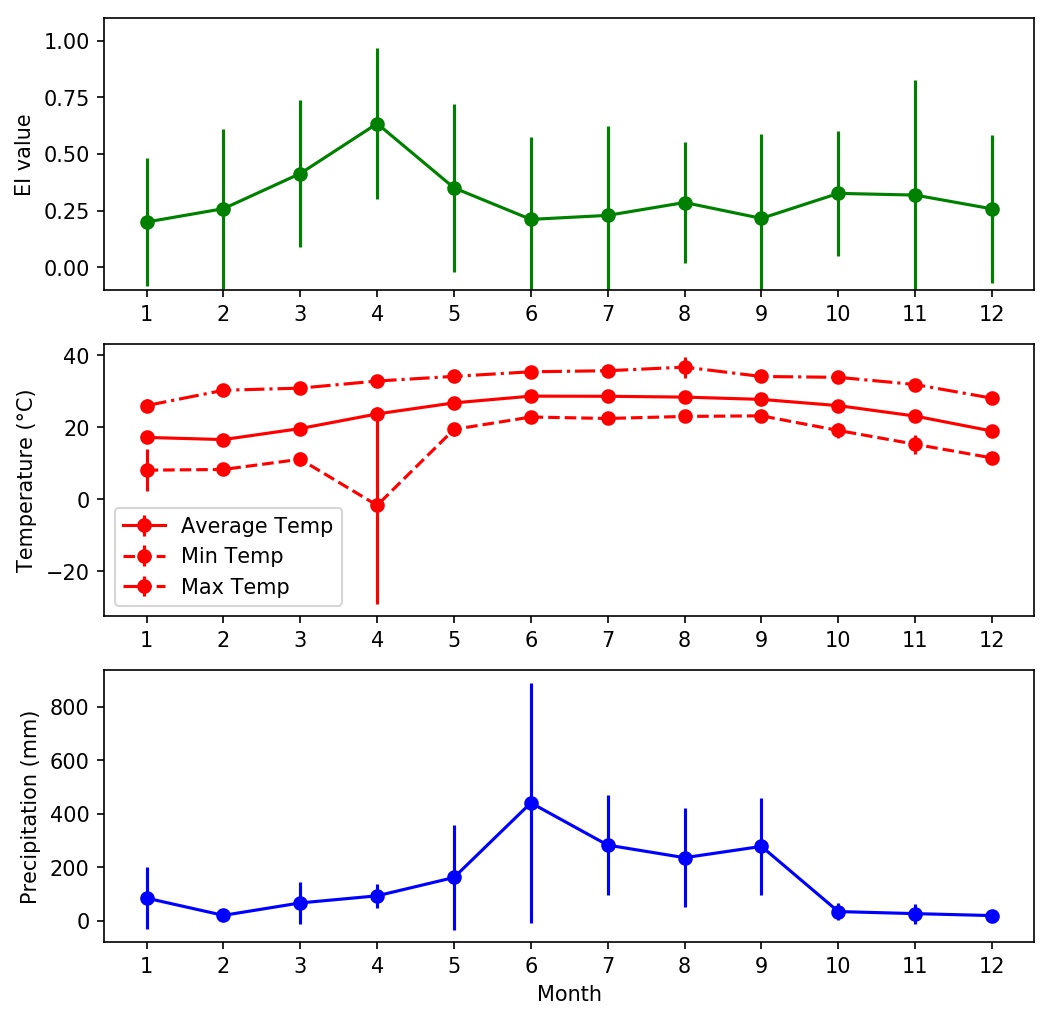 1.00
0.75
0.50
0.25
0.00
EI value
1 2 3 4 5 6 7 8 9 10 11 12
40
20
0
−20
Temperature (°C)
Average Temp
Min Temp
Max Temp
1 2 3 4 5 6 7 8 9 10 11 12
800
600
400
200
0
Precipitation (mm)
1 2 3 4 5 6 7 8 9 10 11 12
Month